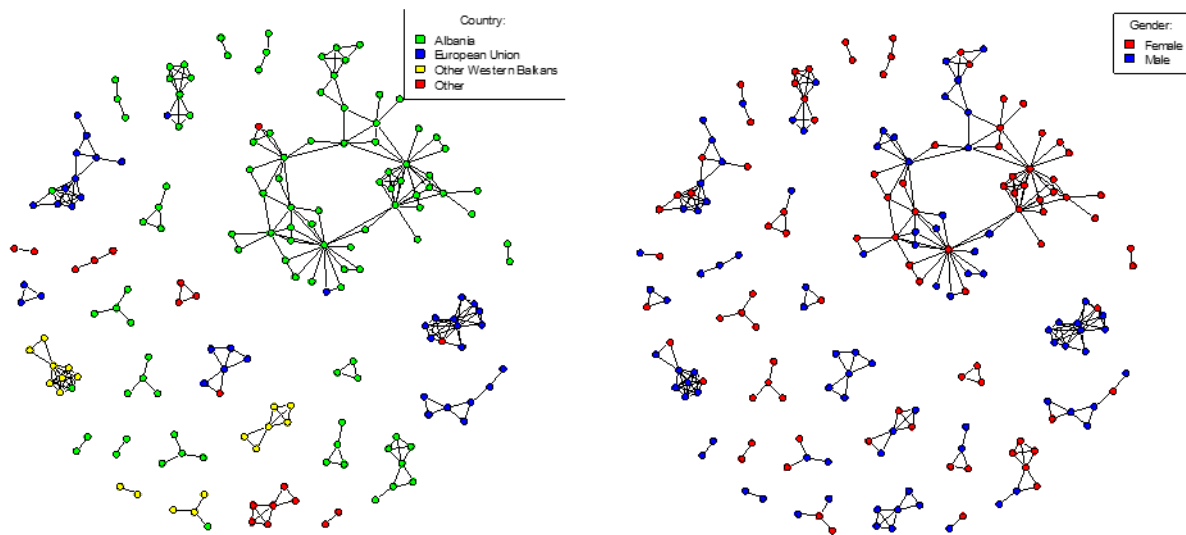 Country:
Albania
European Union
Other Western Balkans
Other
Gender:
Female
Male